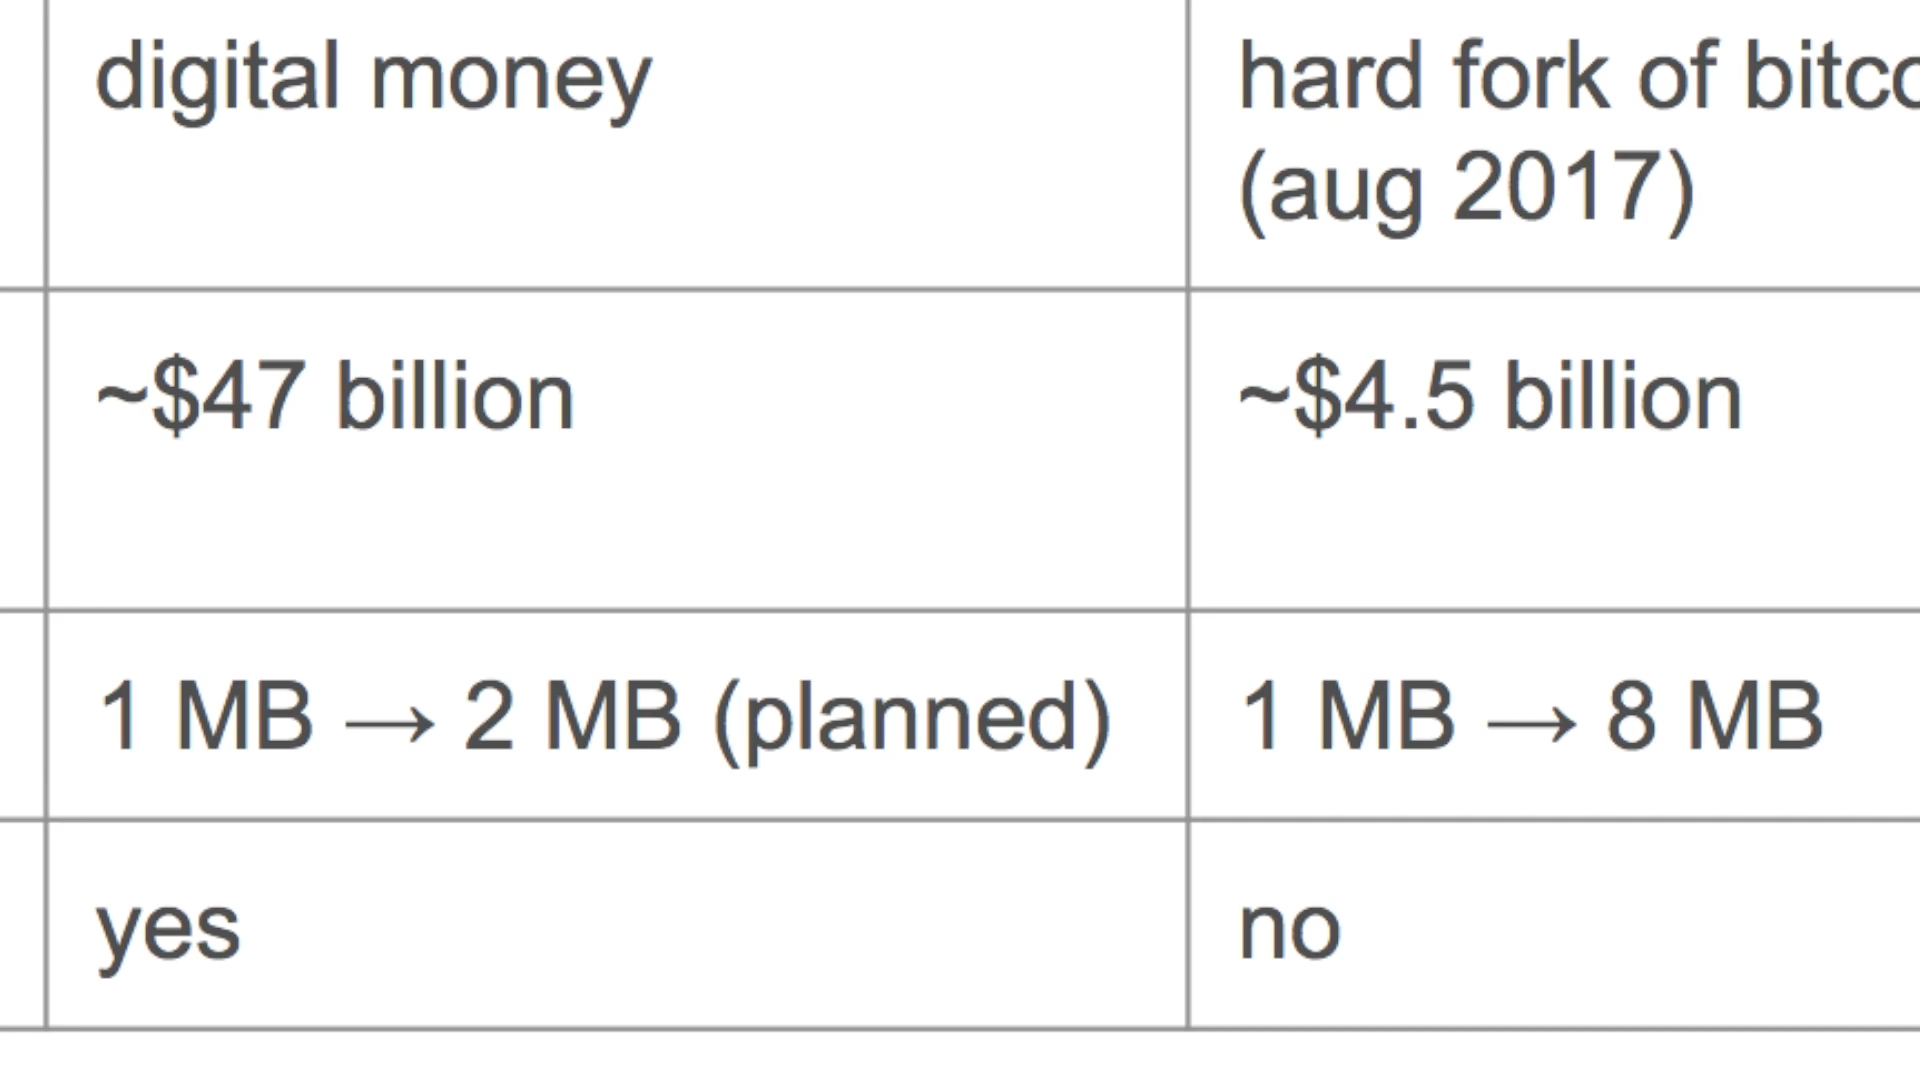 digital money
hard fork of
(aug 2017)
~$47 billion
~$4.5 billion
1 MB → 2 MB (planned)
1 MB → 8 MB
yes
no